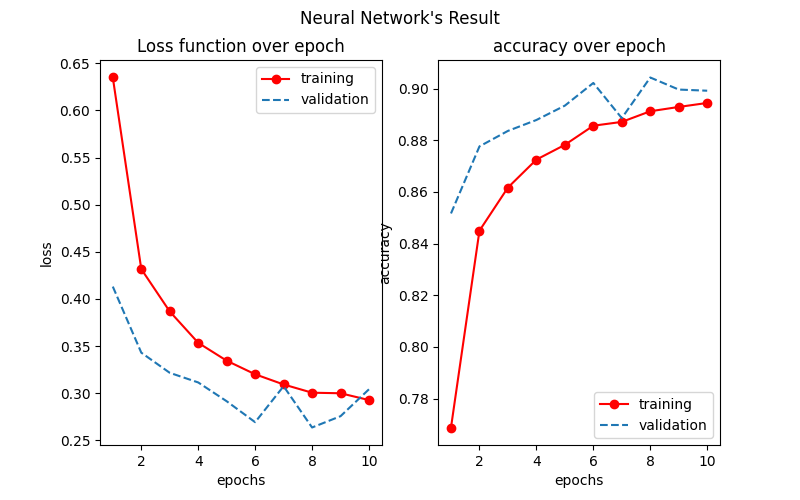 Neural Network's Result
Loss function over epoch
0.65
0.60
0.55
0.50
0.45
0.40
0.35
0.30
0.25
loss
training
validation
2 4 6 8 10
epochs
accuracy over epoch
0.90
0.88
0.86
0.84
0.82
0.80
0.78
accuracy
training
validation
2 4 6 8 10
epochs